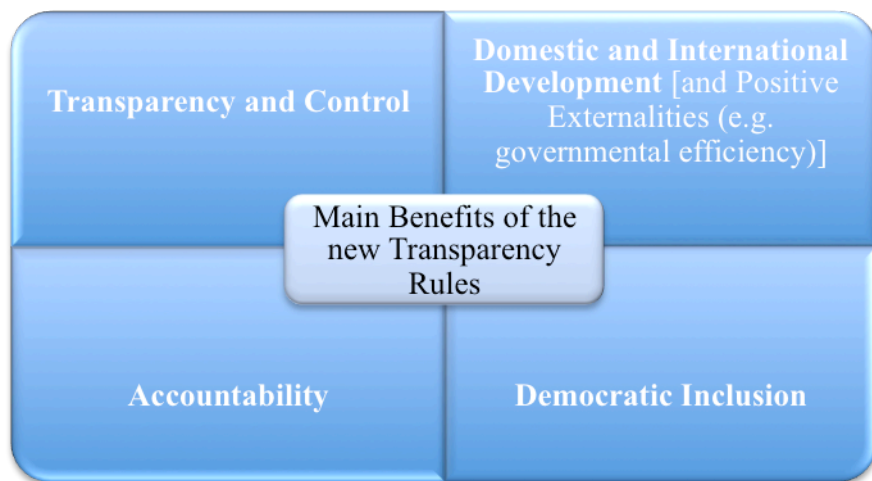 Transparency and Control
Domestic and International
Development [and Positive
Externalities (e.g.
governmental efficiency)]
Main Benefits of the
new Transparency
Rules
Accountability
Democratic Inclusion